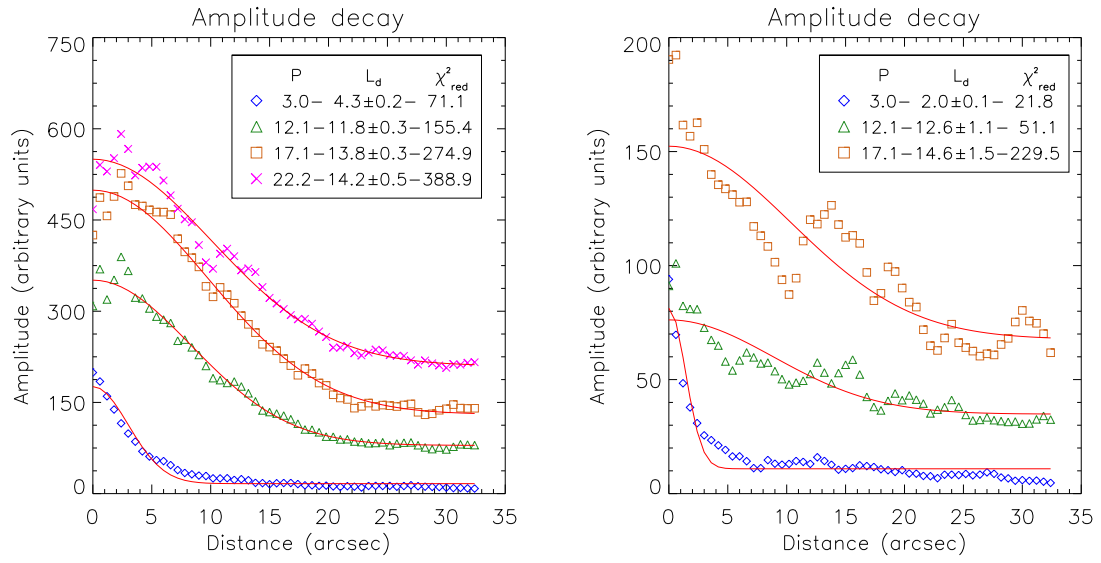 Amplitude decay
750
600
450
300
150
0
Amplitude (arbitrary units)
P L_d χ²_red
3.0– 4.3±0.2– 71.1
12.1–11.8±0.3–155.4
17.1–13.8±0.3–274.9
22.2–14.2±0.5–388.9
0 5 10 15 20 25 30 35
Distance (arcsec)
Amplitude decay
200
150
100
50
0
Amplitude (arbitrary units)
P L_d χ²_red
3.0– 2.0±0.1– 21.8
12.1–12.6±1.1– 51.1
17.1–14.6±1.5–229.5
0 5 10 15 20 25 30 35
Distance (arcsec)